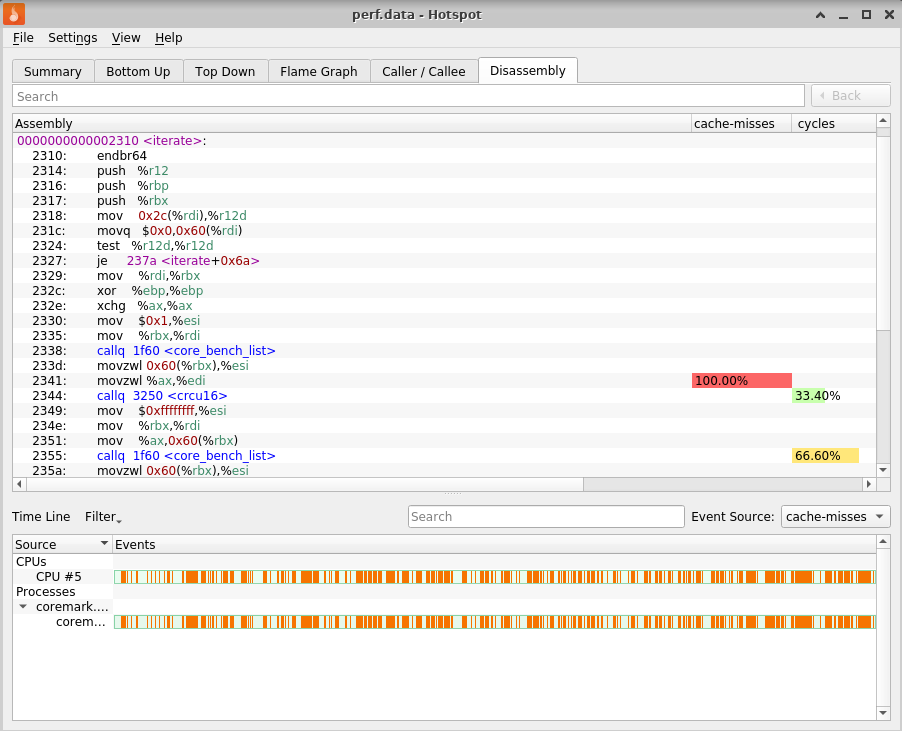 perf.data - Hotspot
File Settings View Help
Summary Bottom Up Top Down Flame Graph Caller / Callee Disassembly
Search Back
Assembly cache-misses cycles
0000000000002310 <iterate>:
2310: endbr64
2314: push %r12
2316: push %rbp
2317: push %rbx
2318: mov 0x2c(%rdi),%r12d
231c: movq $0x0,0x60(%rdi)
2324: test %r12d,%r12d
2327: je 237a <iterate+0x6a>
2329: mov %rdi,%rbx
232c: xor %ebp,%ebp
232e: xchg %ax,%ax
2330: mov $0x1,%esi
2335: mov %rbx,%rdi
2338: callq 1f60 <core_bench_list>
233d: movzwl 0x60(%rbx),%esi
2341: movzwl %ax,%edi 100.00%
2344: callq 3250 <crcu16> 33.40%
2349: mov $0xffffffff,%esi
234e: mov %rbx,%rdi
2351: mov %ax,0x60(%rbx)
2355: callq 1f60 <core_bench_list> 66.60%
235a: movzwl 0x60(%rbx),%esi
Time Line Filter Search Event Source: cache-misses
Source Events
CPUs
CPU #5
Processes
coremark....
corem...